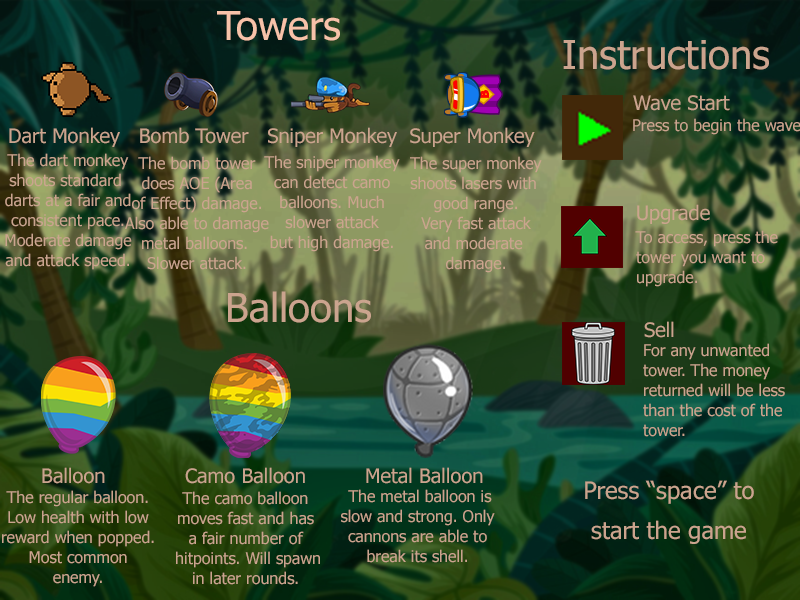 Towers
Dart Monkey
The dart monkey
shoots standard
darts at a fair and
consistent pace.
Moderate damage
and attack speed.
Bomb Tower
The bomb tower
does AOE (Area
of Effect) damage.
Also able to damage
metal balloons.
Slower attack.
Sniper Monkey
The sniper monkey
can detect camo
balloons. Much
slower attack
but high damage.
Super Monkey
The super monkey
shoots lasers with
good range.
Very fast attack
and moderate
damage.
Balloons
Balloon
The regular balloon.
Low health with low
reward when popped.
Most common
enemy.
Camo Balloon
The camo balloon
moves fast and has
a fair number of
hitpoints. Will spawn
in later rounds.
Metal Balloon
The metal balloon is
slow and strong. Only
cannons are able to
break its shell.
Instructions
Wave Start
Press to begin the wave
Upgrade
To access, press the
tower you want to
upgrade.
Sell
For any unwanted
tower. The money
returned will be less
than the cost of the
tower.
Press “space” to
start the game